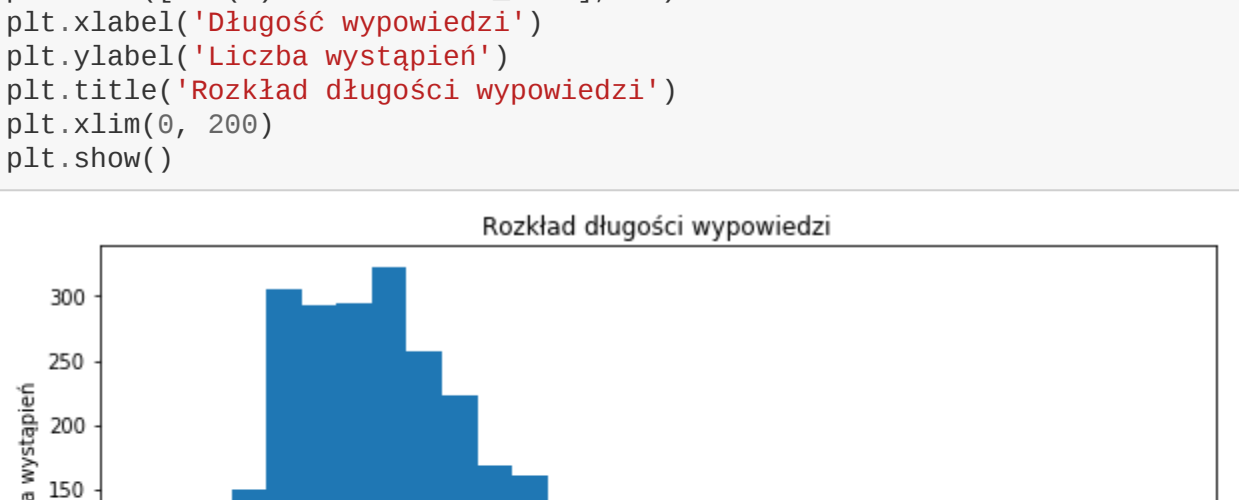 plt.xlabel('Długość wypowiedzi')
plt.ylabel('Liczba wystąpień')
plt.title('Rozkład długości wypowiedzi')
plt.xlim(0, 200)
plt.show()
Rozkład długości wypowiedzi
300
250
200
150
wystąpień